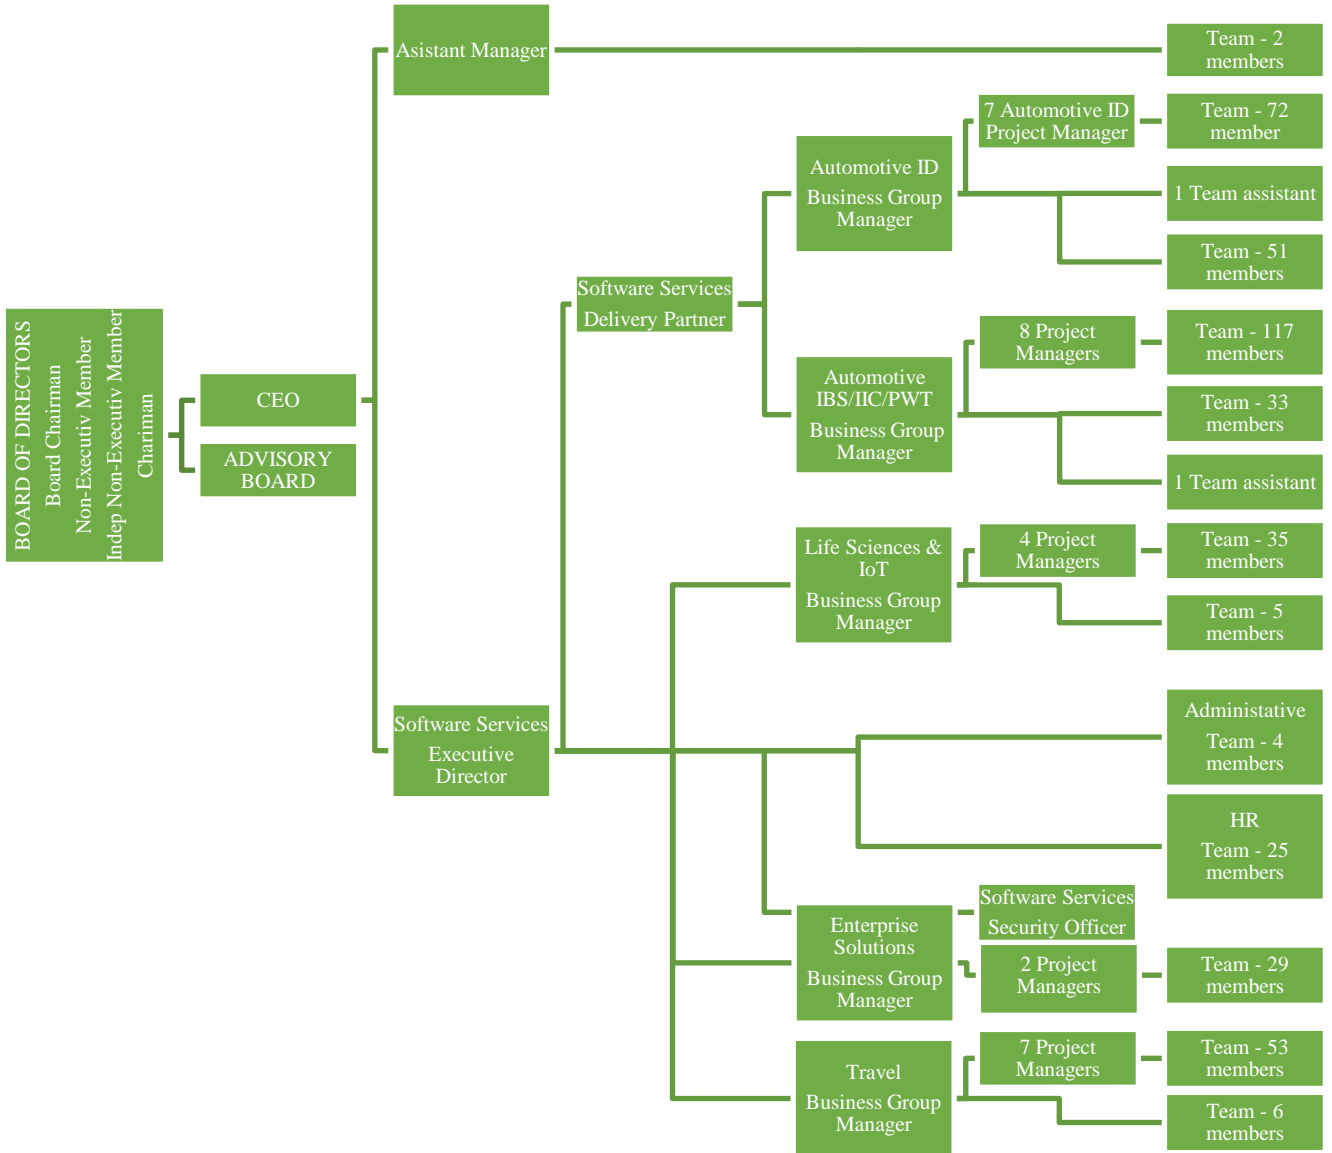 BOARD OF DIRECTORS
Board Chairman
Non-Executiv Member
Indep Non-Executive Member
Chariman
CEO
ADVISORY
BOARD
Asistant Manager
Team - 2
members
Software Services
Executive
Director
Software Services
Delivery Partner
Automotive ID
Business Group
Manager
7 Automotive ID
Project Manager
Team - 72
member
1 Team assistant
Team - 51
members
Automotive
IBS/IIC/PWT
Business Group
Manager
8 Project
Managers
Team - 117
members
Team - 33
members
1 Team assistant
Life Sciences &
IoT
Business Group
Manager
4 Project
Managers
Team - 35
members
Team - 5
members
Administative
Team - 4
members
HR
Team - 25
members
Enterprise
Solutions
Business Group
Manager
Software Services
Security Officer
2 Project
Managers
Team - 29
members
Travel
Business Group
Manager
7 Project
Managers
Team - 53
members
Team - 6
members